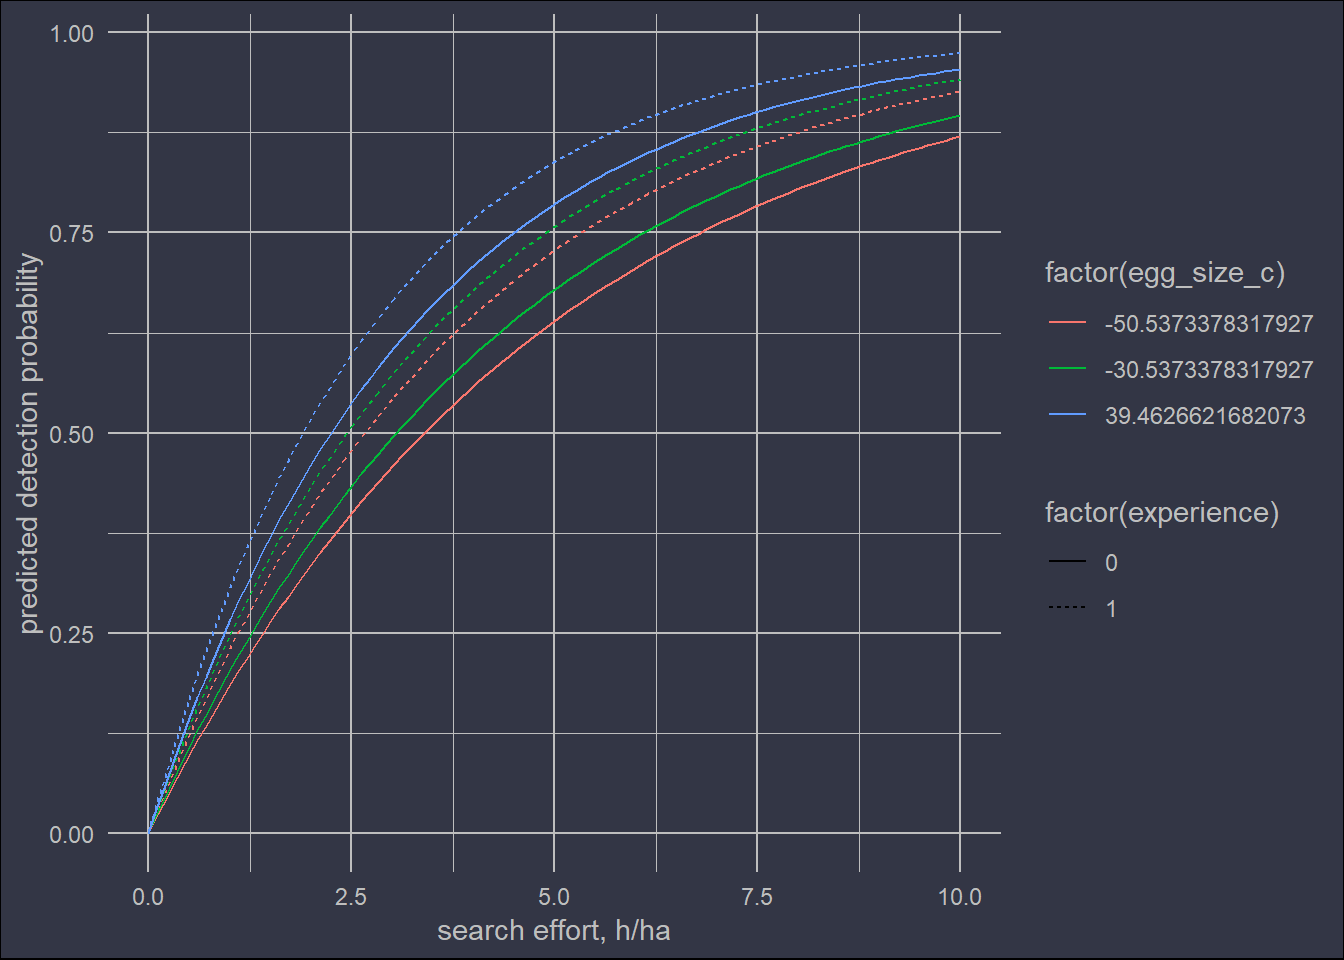 1.00
0.75
0.50
0.25
0.00
predicted detection probability
0.0 2.5 5.0 7.5 10.0
search effort, h/ha
factor(egg_size_c)
-50.5373378317927
-30.5373378317927
39.4626621682073
factor(experience)
0
1